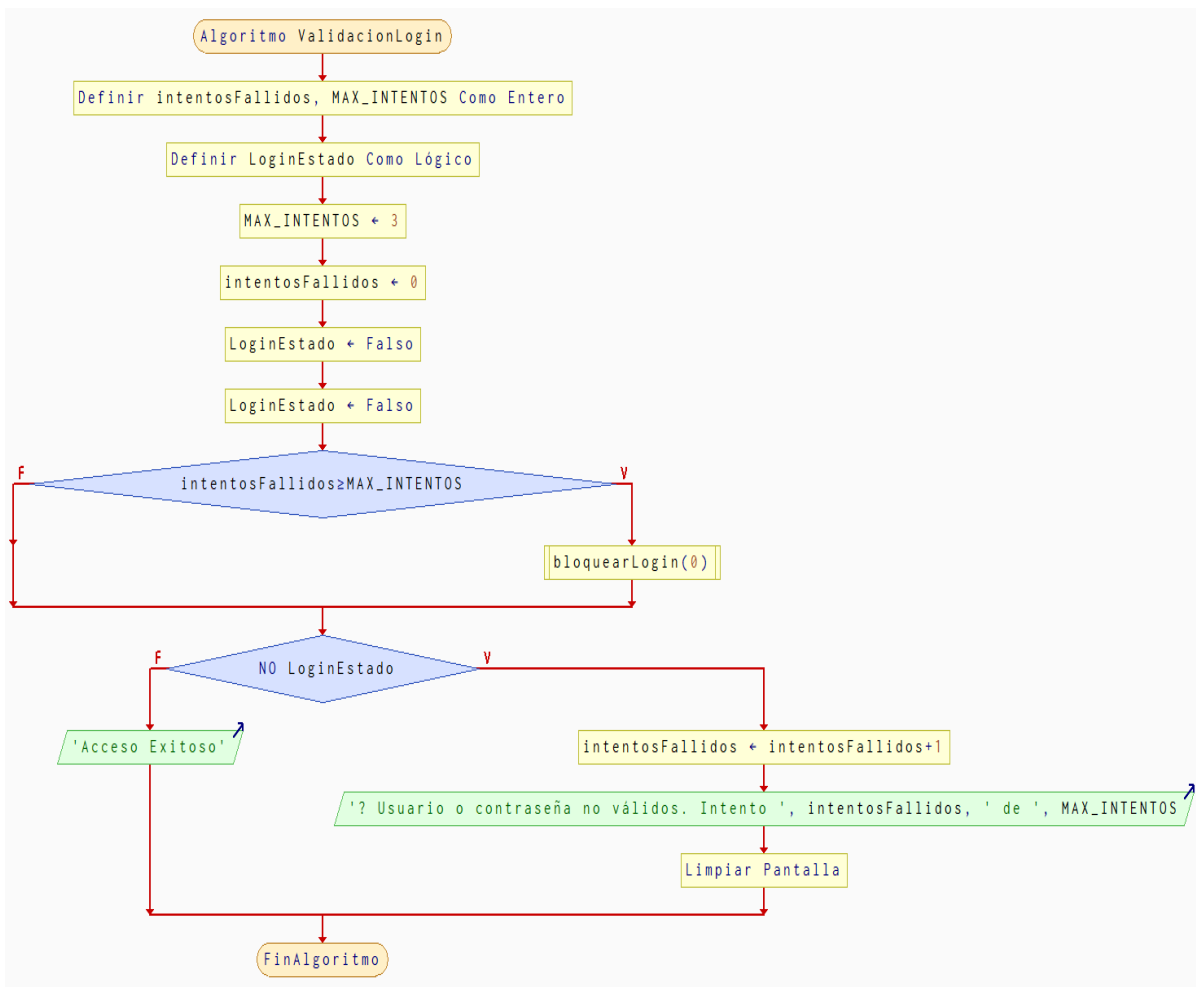 Algoritmo ValidacionLogin
Definir intentosFallidos, MAX_INTENTOS Como Entero
Definir LoginEstado Como Lógico
MAX_INTENTOS ← 3
intentosFallidos ← 0
LoginEstado ← Falso
LoginEstado ← Falso
F
V
intentosFallidos≥MAX_INTENTOS
bloquearLogin(0)
F
V
NO LoginEstado
'Acceso Exitoso'
intentosFallidos ← intentosFallidos+1
'? Usuario o contraseña no válidos. Intento ', intentosFallidos, ' de ', MAX_INTENTOS
Limpiar Pantalla
FinAlgoritmo